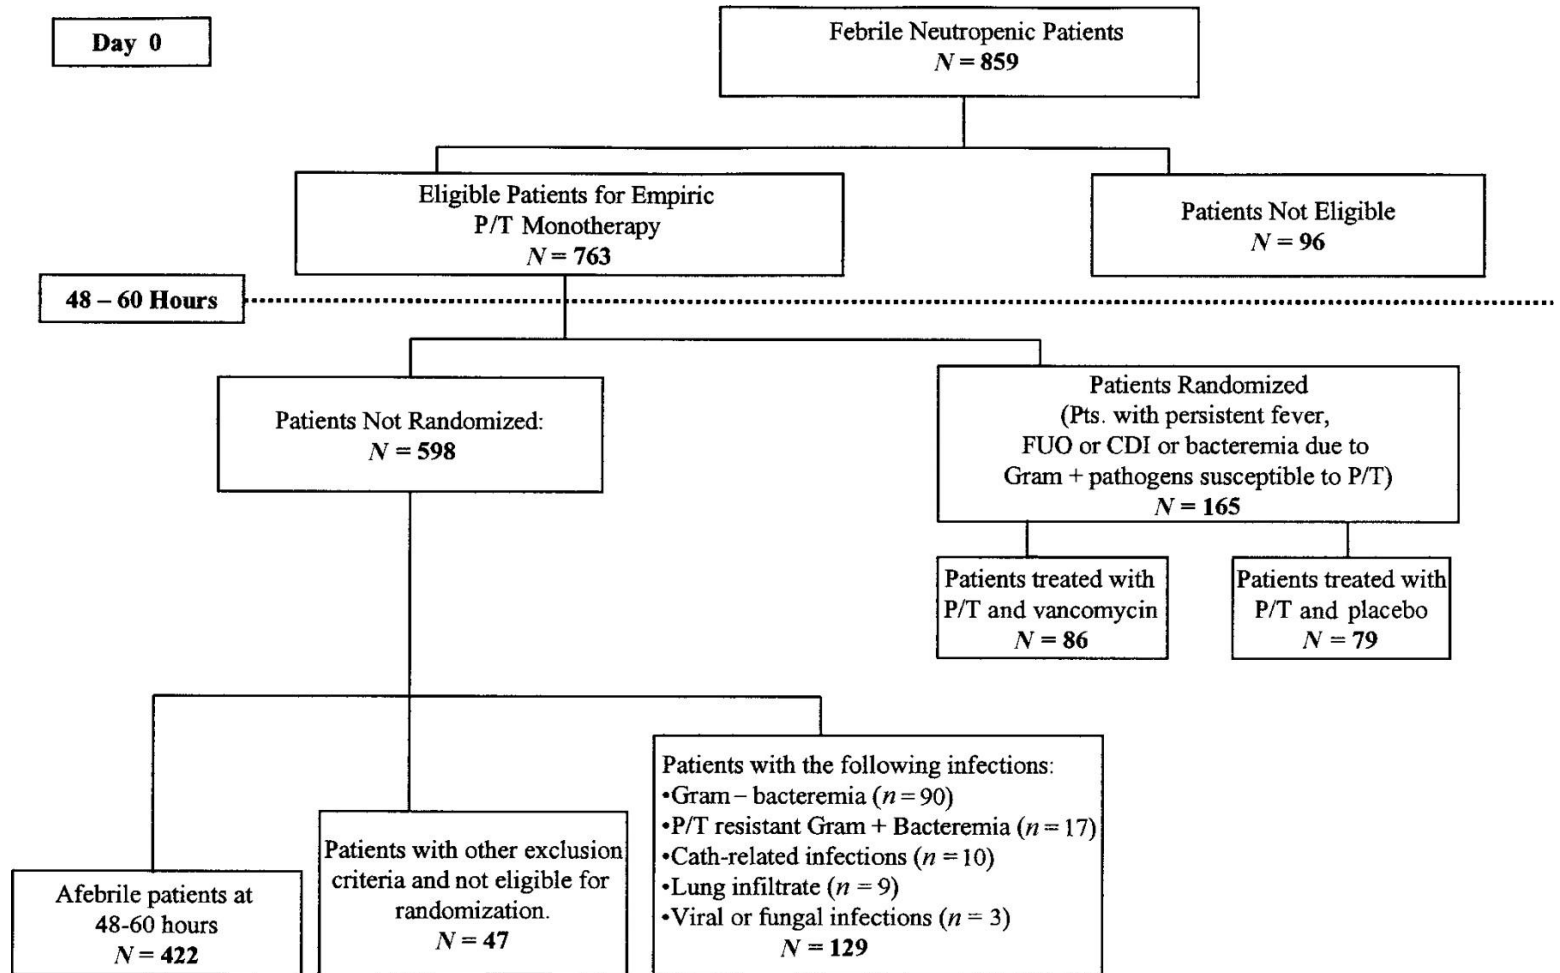 Day 0
Febrile Neutropenic Patients
N = 859
Eligible Patients for Empiric
P/T Monotherapy
N = 763
Patients Not Eligible
N = 96
48 – 60 Hours
Patients Not Randomized:
N = 598
Patients Randomized
(Pts. with persistent fever,
FUO or CDI or bacteremia due to
Gram + pathogens susceptible to P/T)
N = 165
Patients treated with
P/T and vancomycin
N = 86
Patients treated with
P/T and placebo
N = 79
Afebrile patients at
48-60 hours
N = 422
Patients with other exclusion
criteria and not eligible for
randomization.
N = 47
Patients with the following infections:
•Gram – bacteremia (n = 90)
•P/T resistant Gram + Bacteremia (n = 17)
•Cath-related infections (n = 10)
•Lung infiltrate (n = 9)
•Viral or fungal infections (n = 3)
N = 129